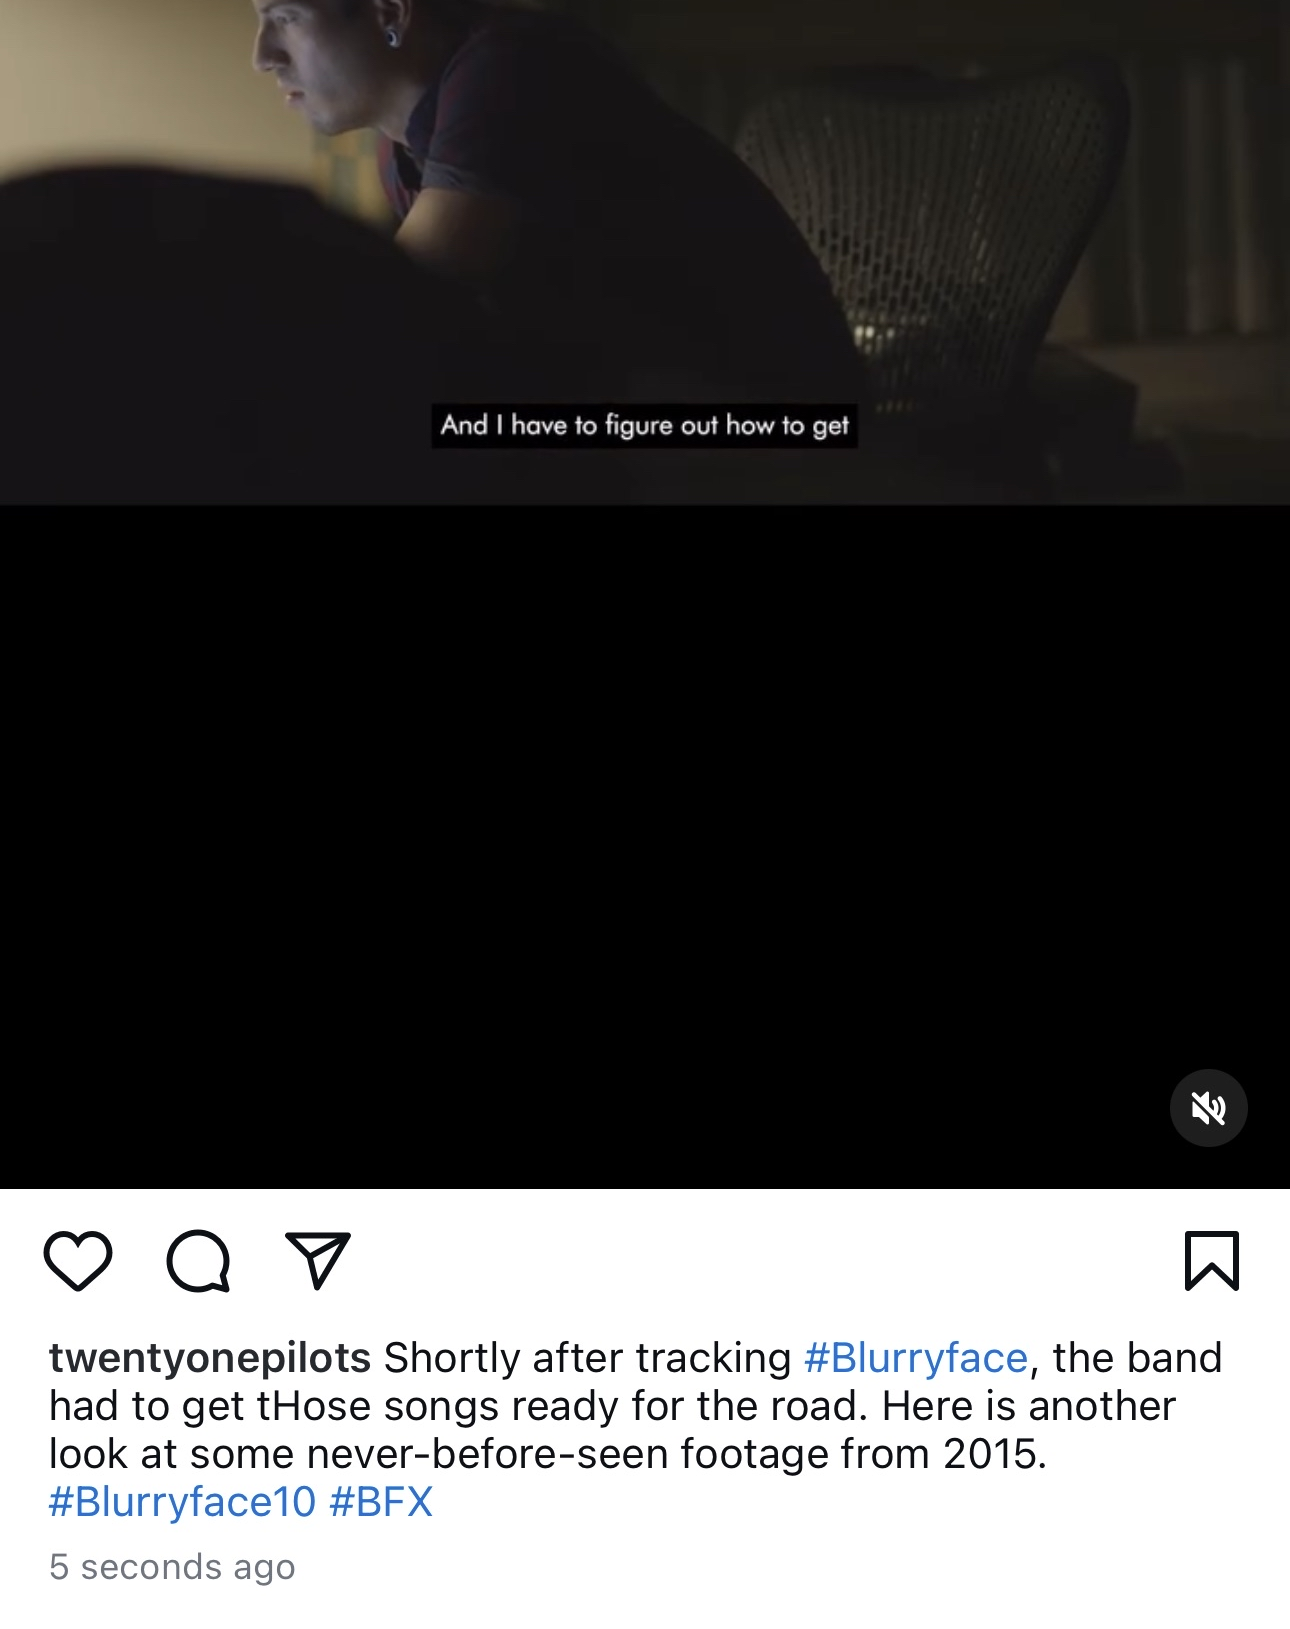 And I have to figure out how to get
twentyonepilots Shortly after tracking #Blurryface, the band
had to get tHose songs ready for the road. Here is another
look at some never-before-seen footage from 2015.
#Blurryface10 #BFX
5 seconds ago